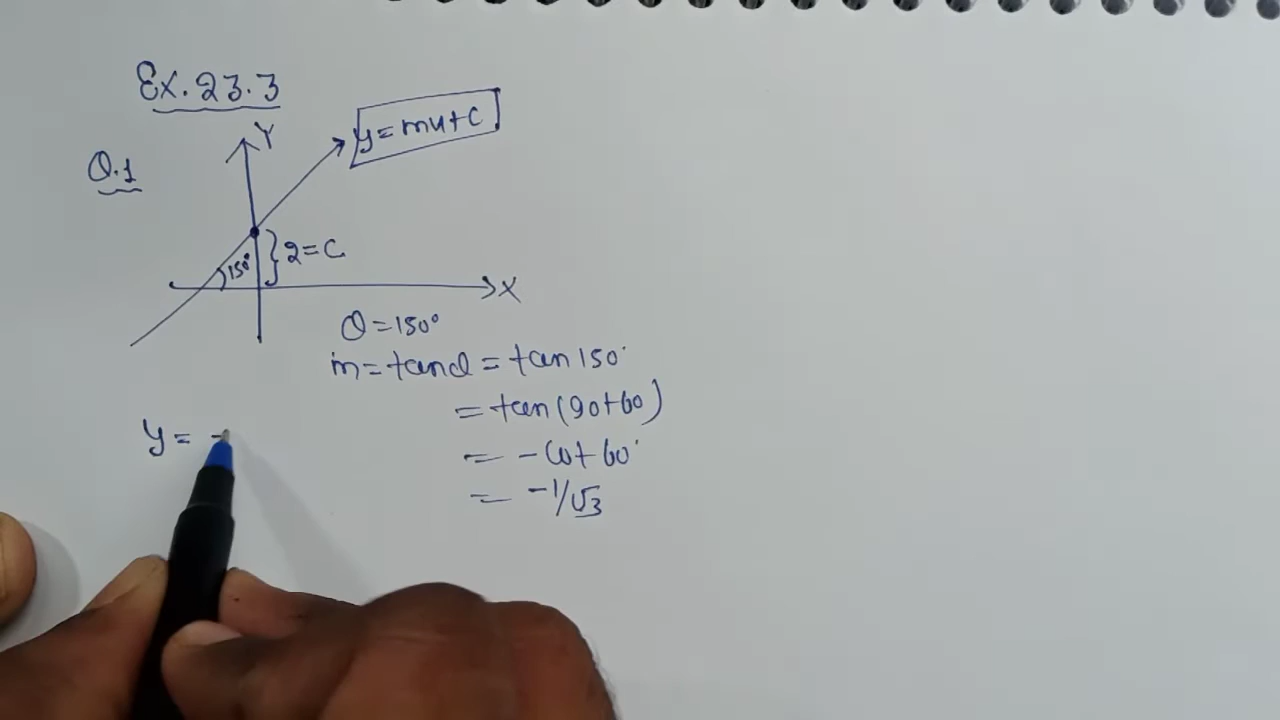 Ex. 23.3
Y
y = mx + c
Q.1
150°
2 = C
X
θ = 150°
m = tanθ = tan 150°
= tan (90+60)
= - cot 60°
= -1/√3
y = -